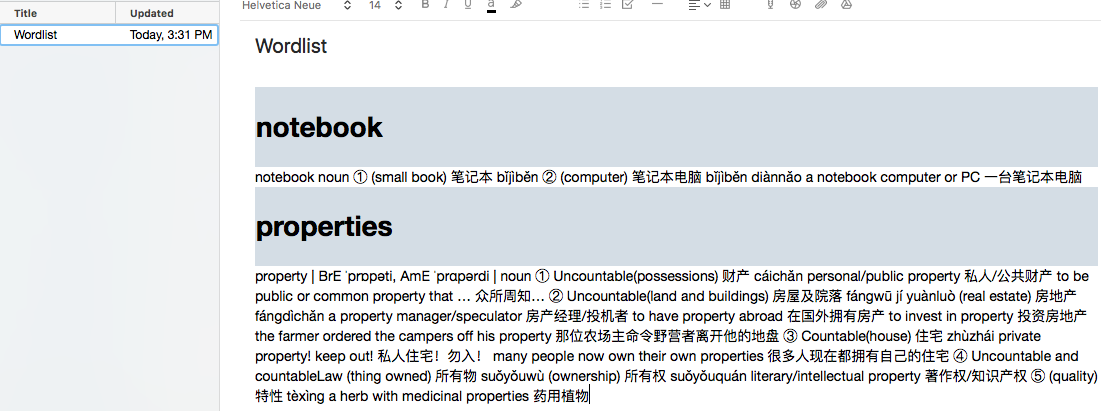 Title Updated
Wordlist Today, 3:31 PM
Helvetica Neue 14 B I U a
Wordlist
notebook
notebook noun ① (small book) 笔记本 bǐjìběn ② (computer) 笔记本电脑 bǐjìběn diànnǎo a notebook computer or PC 一台笔记本电脑
properties
property | BrE ˈprɒpəti, AmE ˈprɑpərdi | noun ① Uncountable(possessions) 财产 cáichǎn personal/public property 私人/公共财产 to be
public or common property that … 众所周知… ② Uncountable(land and buildings) 房屋及院落 fángwū jí yuànluò (real estate) 房地产
fángdìchǎn a property manager/speculator 房产经理/投机者 to have property abroad 在国外拥有房产 to invest in property 投资房地产
the farmer ordered the campers off his property 那位农场主命令野营者离开他的地盘 ③ Countable(house) 住宅 zhùzhái private
property! keep out! 私人住宅！勿入！ many people now own their own properties 很多人现在都拥有自己的住宅 ④ Uncountable and
countableLaw (thing owned) 所有物 suǒyǒuwù (ownership) 所有权 suǒyǒuquán literary/intellectual property 著作权/知识产权 ⑤ (quality)
特性 tèxìng a herb with medicinal properties 药用植物